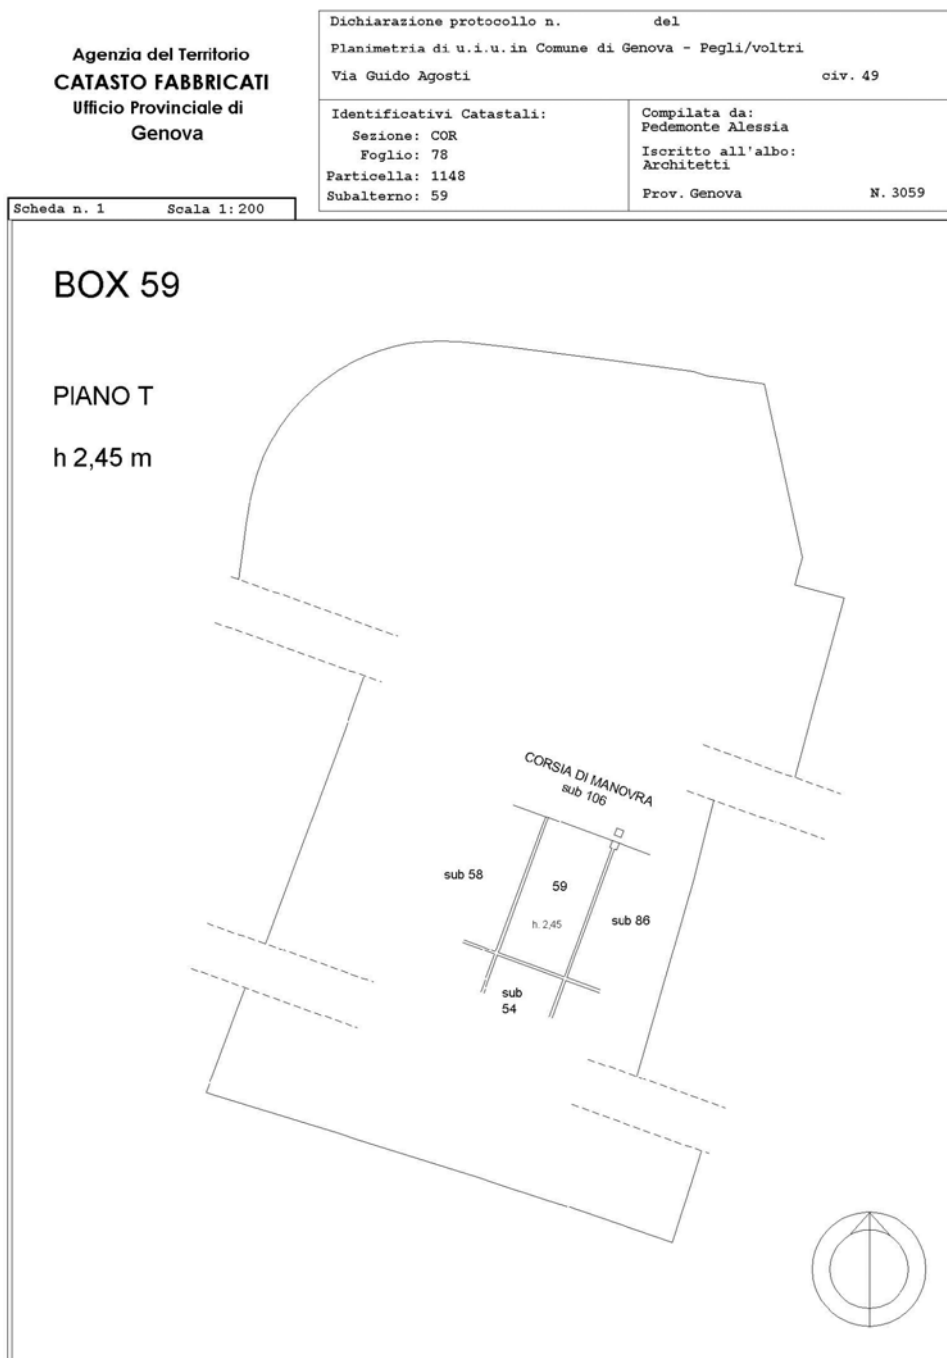 Agenzia del Territorio
CATASTO FABBRICATI
Ufficio Provinciale di
Genova
Dichiarazione protocollo n. del
Planimetria di u.i.u. in Comune di Genova - Pegli/voltri
Via Guido Agosti civ. 49
Identificativi Catastali:
Sezione: COR
Foglio: 78
Particella: 1148
Subalterno: 59
Compilata da:
Pedemonte Alessia
Iscritto all'albo:
Architetti
Prov. Genova N. 3059
Scheda n. 1 Scala 1:200
BOX 59
PIANO T
h 2,45 m
CORSIA DI MANOVRA
sub 106
sub 58
59
h. 2,45
sub 86
sub
54